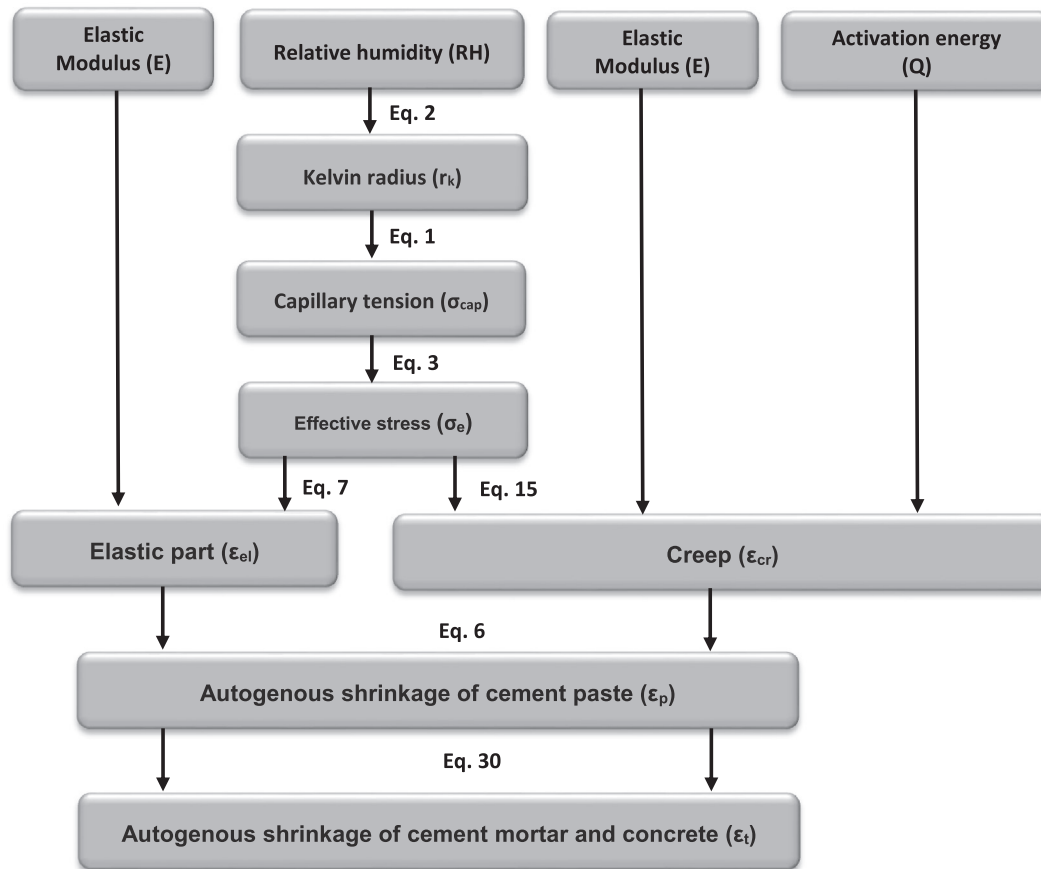 Elastic
Modulus (E)
Relative humidity (RH)
Elastic
Modulus (E)
Activation energy
(Q)
Eq. 2
Kelvin radius (rk)
Eq. 1
Capillary tension (σcap)
Eq. 3
Effective stress (σe)
Eq. 7
Eq. 15
Elastic part (εel)
Creep (εcr)
Eq. 6
Autogenous shrinkage of cement paste (εp)
Eq. 30
Autogenous shrinkage of cement mortar and concrete (εt)